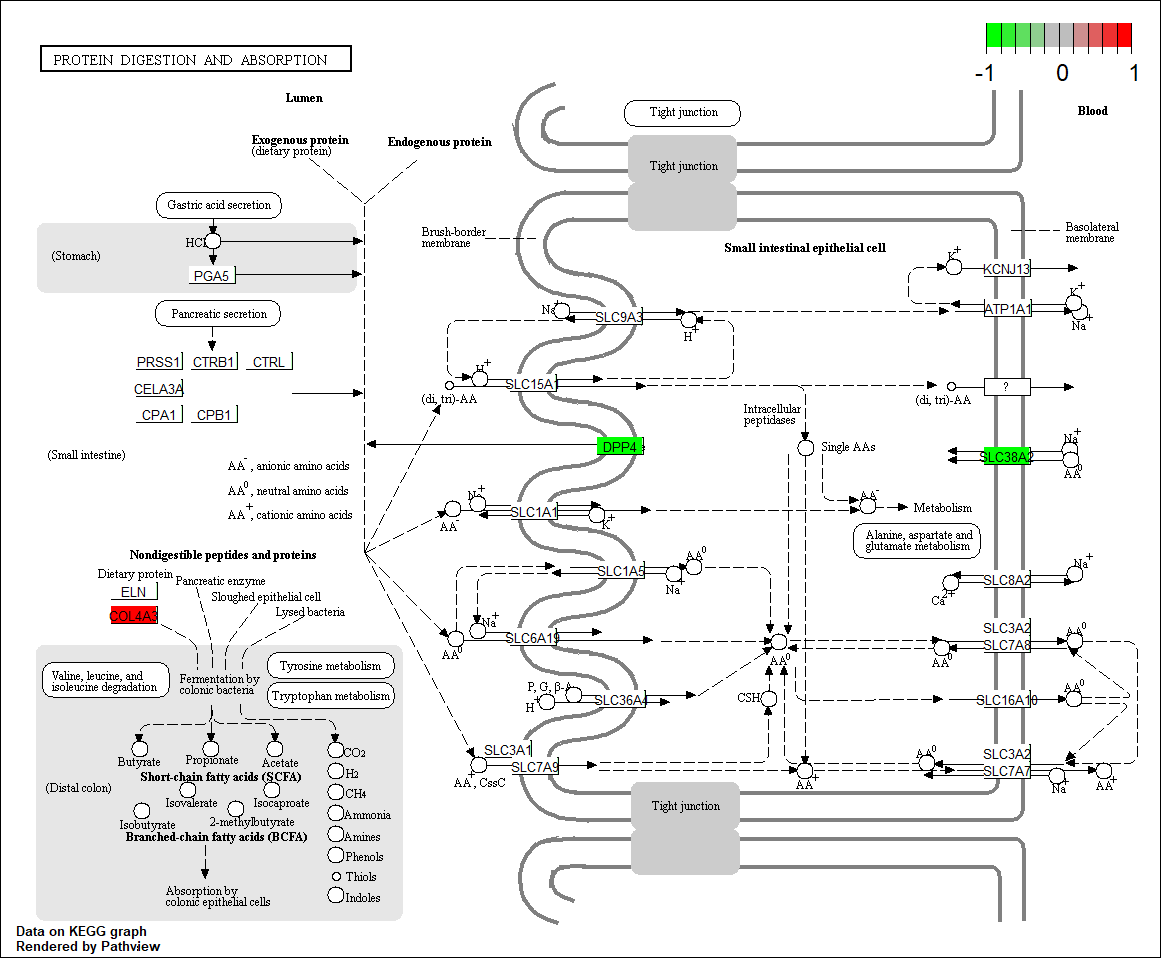 PROTEIN DIGESTION AND ABSORPTION
-1 0 1
Lumen
Blood
Exogenous protein
(dietary protein)
Endogenous protein
Tight junction
Tight junction
Gastric acid secretion
(Stomach)
HCl
PGA5
Brush-border
membrane
Small intestinal epithelial cell
Basolateral
membrane
K+
KCNJ13
ATP1A1
K+
Na+
Pancreatic secretion
PRSS1 CTRB1 CTRL
CELA3A
CPA1 CPB1
Na+
SLC9A3
H+
H+
SLC15A1
(di, tri)-AA
Intracellular
peptidases
?
(di, tri)-AA
DPP4
Single AAs
SLC38A2
Na+
AA0
(Small intestine)
AA-, anionic amino acids
AA0, neutral amino acids
AA+, cationic amino acids
Na+
AA-
SLC1A1
K+
AA-
Metabolism
Alanine, aspartate and
glutamate metabolism
Nondigestible peptides and proteins
Dietary protein
Pancreatic enzyme
Sloughed epithelial cell
Lysed bacteria
ELN
COL4A3
SLC1A5
AA0
Na+
SLC8A2
Na+
Ca2+
Na+
AA0
SLC6A19
AA0
SLC3A2
SLC7A8
AA0
AA0
Valine, leucine, and
isoleucine degradation
Fermentation by
colonic bacteria
Tyrosine metabolism
Tryptophan metabolism
P, G, β-A
H+
SLC36A4
CSH
SLC16A10
AA0
Butyrate
Propionate
Acetate
Short-chain fatty acids (SCFA)
(Distal colon)
Isovalerate
Isocaproate
Isobutyrate
2-methylbutyrate
Branched-chain fatty acids (BCFA)
Absorption by
colonic epithelial cells
CO2
H2
CH4
Ammonia
Amines
Phenols
Thiols
Indoles
SLC3A1
SLC7A9
AA+, CssC
AA+
AA0
SLC3A2
SLC7A7
Na+
AA+
Tight junction
Data on KEGG graph
Rendered by Pathview